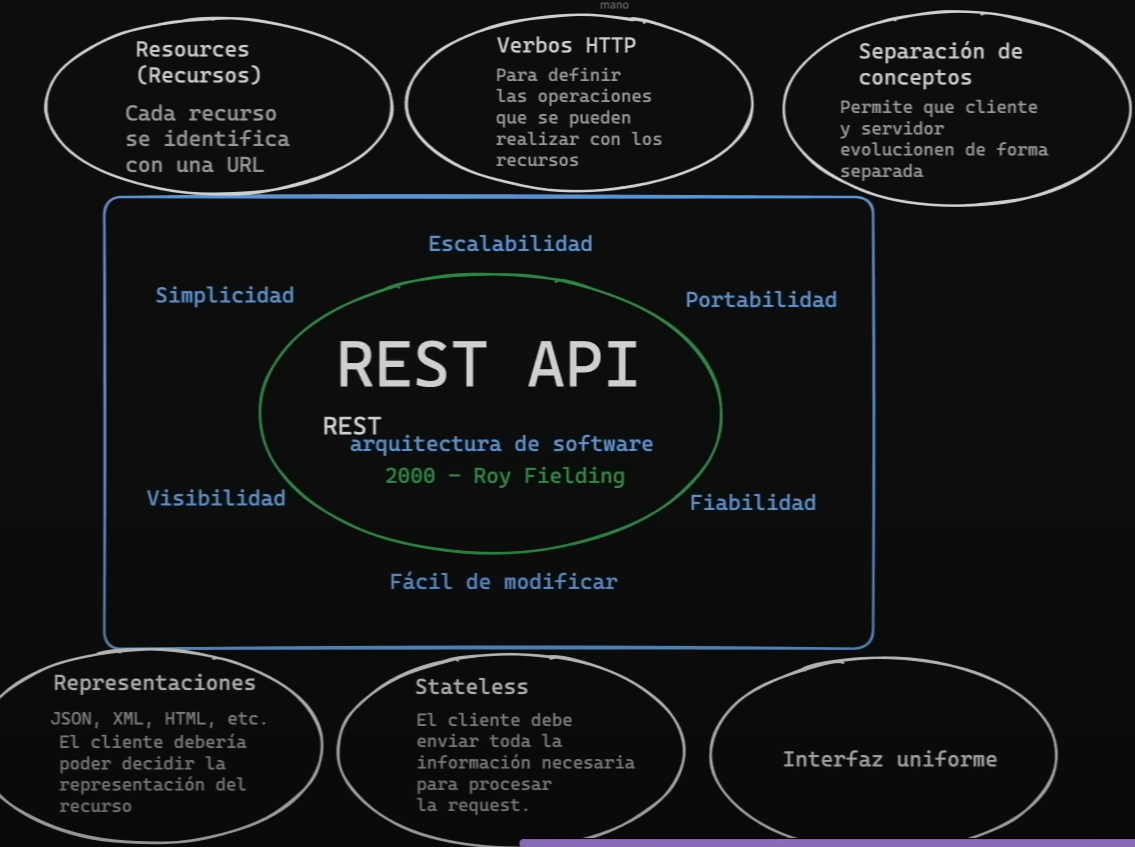 mano
Resources
(Recursos)
Cada recurso
se identifica
con una URL
Verbos HTTP
Para definir
las operaciones
que se pueden
realizar con los
recursos
Separación de
conceptos
Permite que cliente
y servidor
evolucionen de forma
separada
Escalabilidad
Simplicidad
Portabilidad
REST API
REST
arquitectura de software
2000 - Roy Fielding
Visibilidad
Fiabilidad
Fácil de modificar
Representaciones
JSON, XML, HTML, etc.
El cliente debería
poder decidir la
representación del
recurso
Stateless
El cliente debe
enviar toda la
información necesaria
para procesar
la request.
Interfaz uniforme